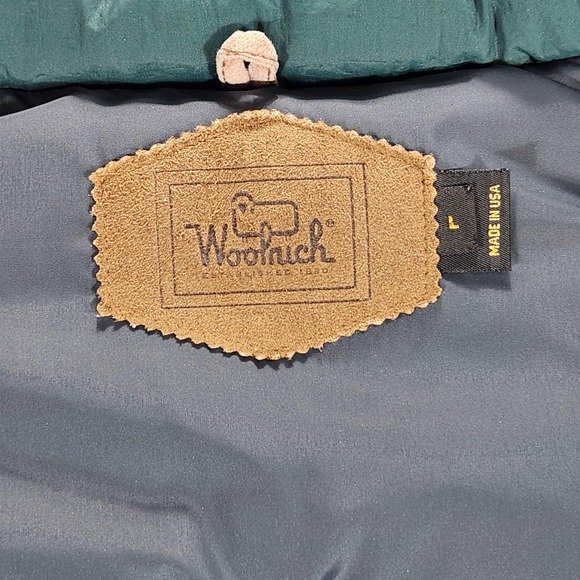 Woolrich®
ESTABLISHED 1830
L
MADE IN USA